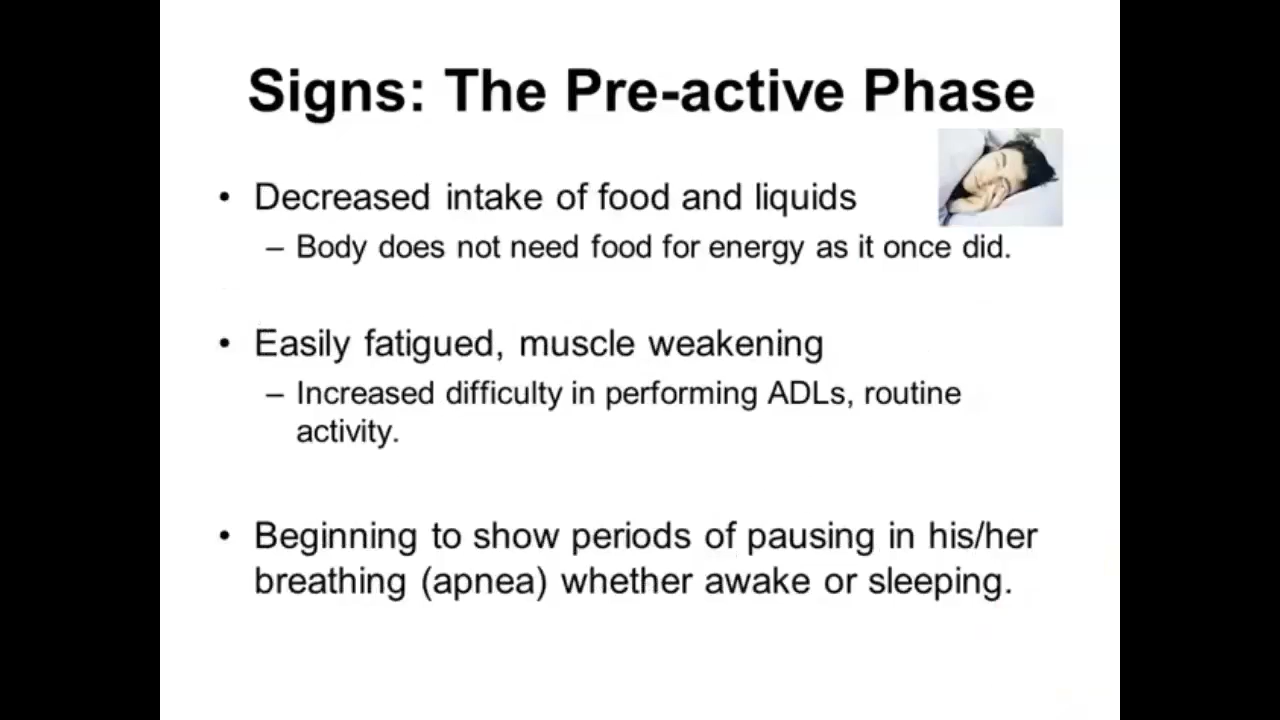 Signs: The Pre-active Phase
• Decreased intake of food and liquids
– Body does not need food for energy as it once did.
• Easily fatigued, muscle weakening
– Increased difficulty in performing ADLs, routine
activity.
• Beginning to show periods of pausing in his/her
breathing (apnea) whether awake or sleeping.